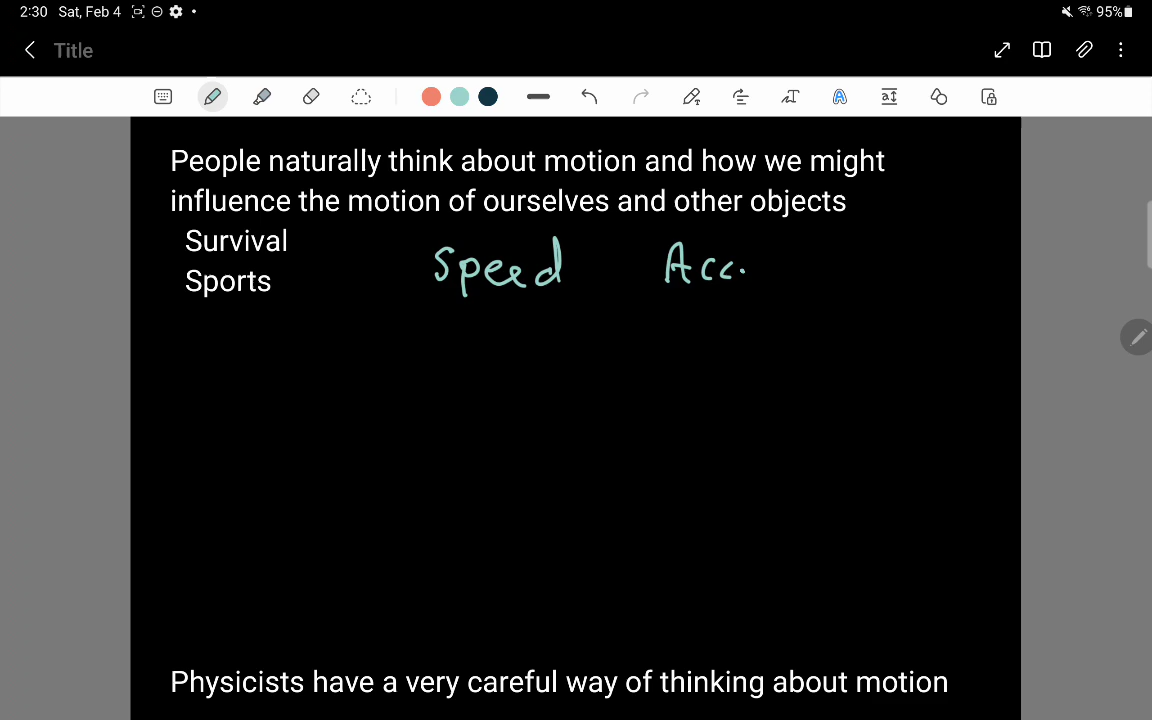 2:30 Sat, Feb 4
95%
Title
People naturally think about motion and how we might
influence the motion of ourselves and other objects
Survival
Speed Acc.
Sports
Physicists have a very careful way of thinking about motion